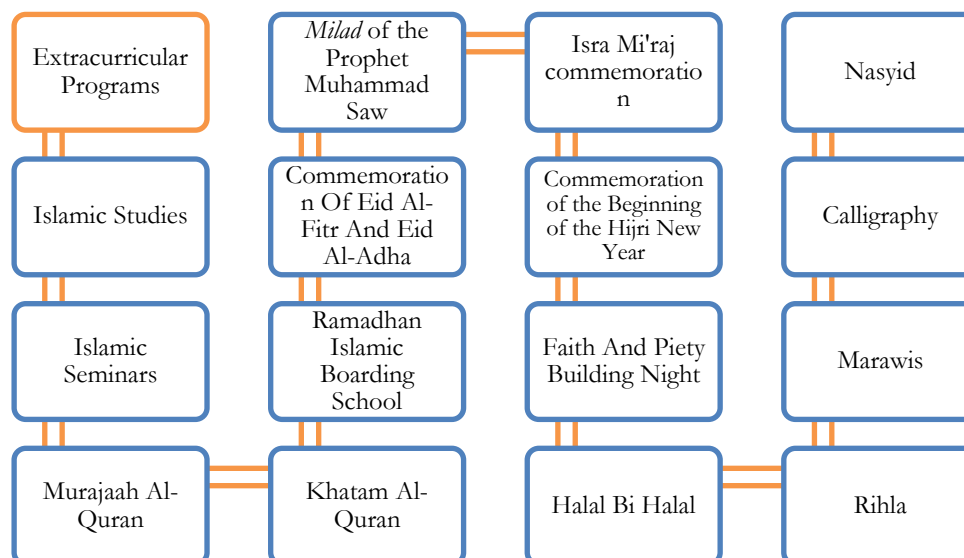 Extracurricular
Programs
Islamic Studies
Islamic
Seminars
Murajaah Al-
Quran
Khatam Al-
Quran
Ramadhan
Islamic
Boarding
School
Commemoratio
n Of Eid Al-
Fitr And Eid
Al-Adha
Milad of the
Prophet
Muhammad
Saw
Isra Mi'raj
commemoratio
n
Commemoration
of the Beginning
of the Hijri New
Year
Faith And Piety
Building Night
Halal Bi Halal
Rihla
Marawis
Calligraphy
Nasyid